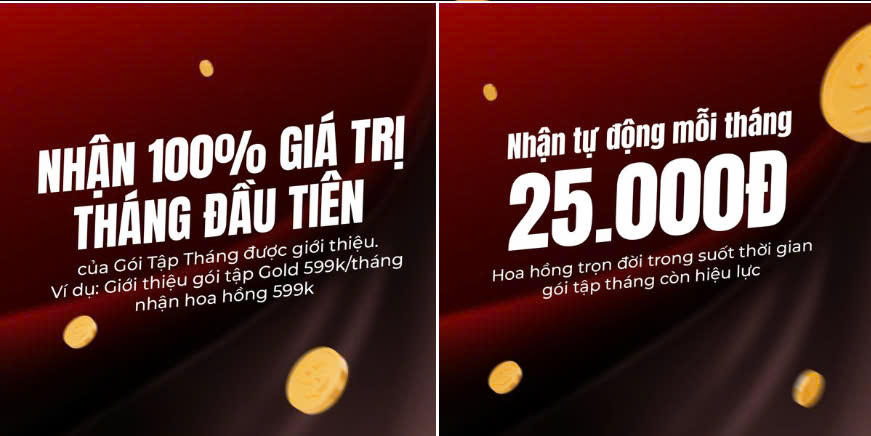 NHẬN 100% GIÁ TRỊ
THÁNG ĐẦU TIÊN
của Gói Tập Tháng được giới thiệu.
Ví dụ: Giới thiệu gói tập Gold 599k/tháng
nhận hoa hồng 599k
Nhận tự động mỗi tháng
25.000Đ
Hoa hồng trọn đời trong suốt thời gian
gói tập tháng còn hiệu lực